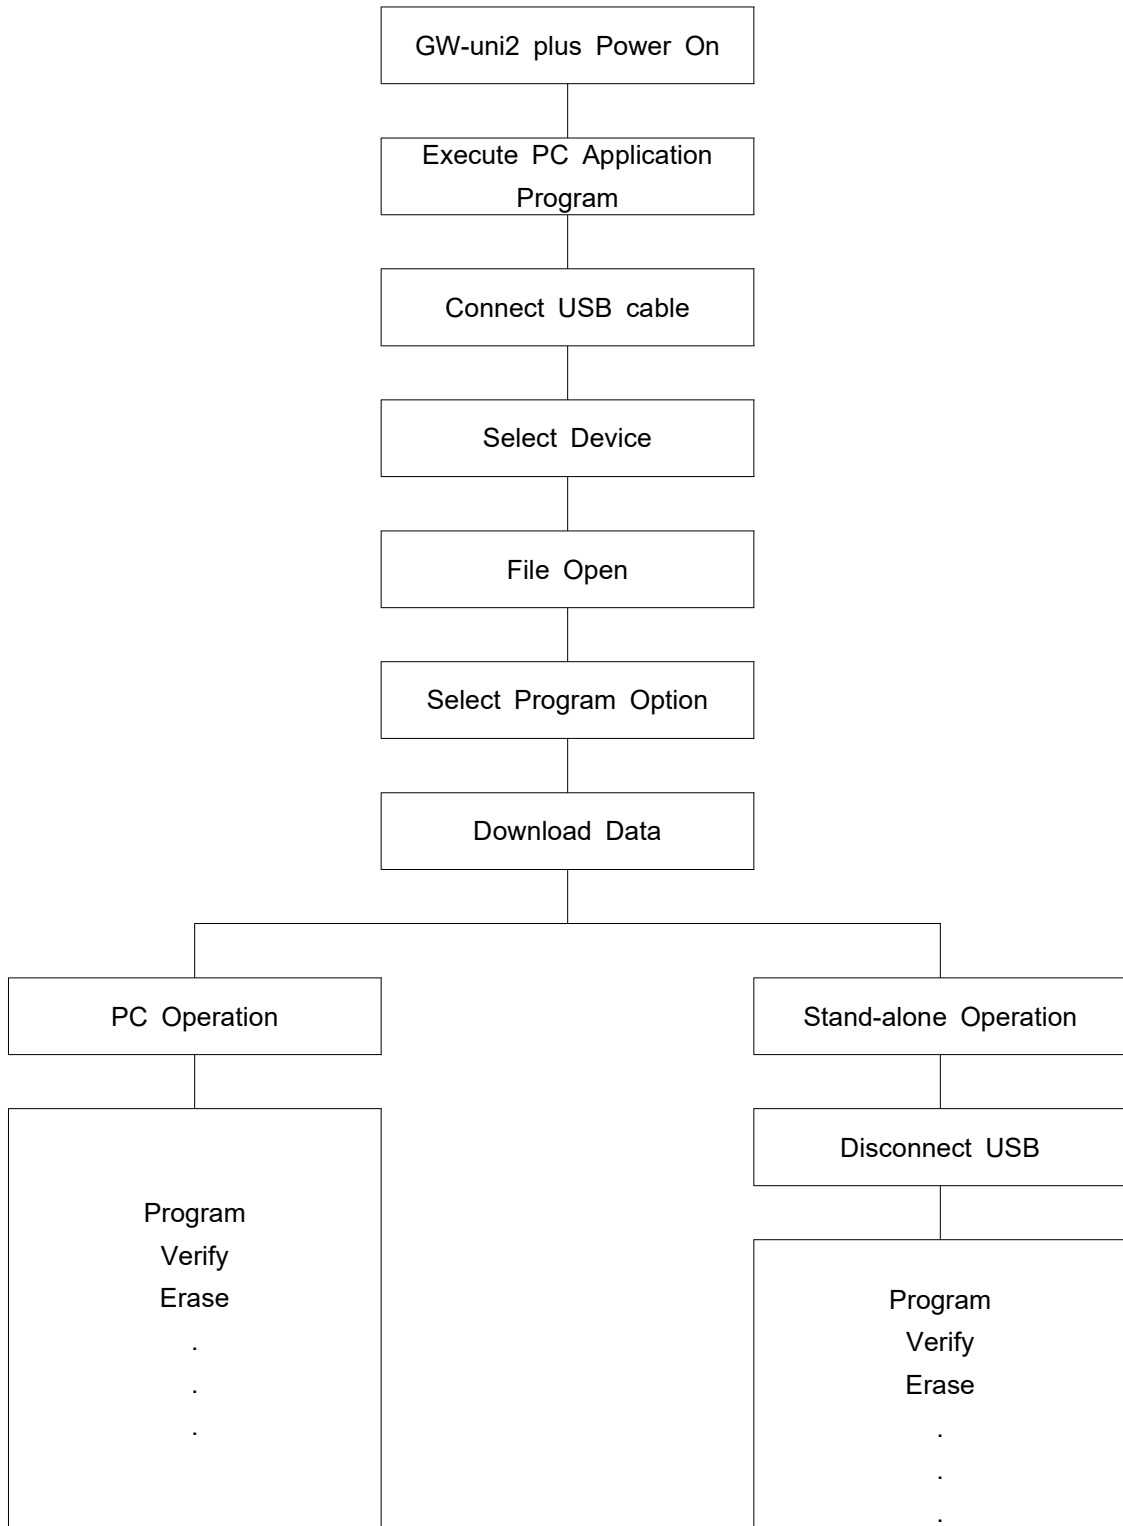 GW-uni2 plus Power On
Execute PC Application
Program
Connect USB cable
Select Device
File Open
Select Program Option
Download Data
PC Operation
Stand-alone Operation
Disconnect USB
Program
Verify
Erase
.
.
.
Program
Verify
Erase
.
.
.